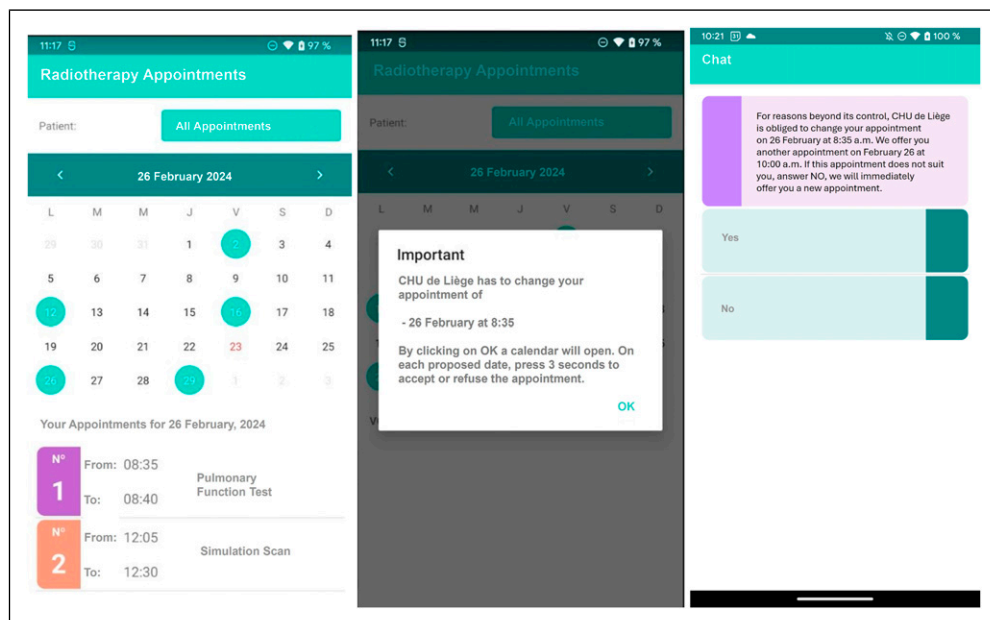 11:17
97 %
Radiotherapy Appointments
Patient:
All Appointments
< 26 February 2024 >
L M M J V S D
29 30 31 1 2 3 4
5 6 7 8 9 10 11
12 13 14 15 16 17 18
19 20 21 22 23 24 25
26 27 28 29 1 2 3
Your Appointments for 26 February, 2024
Nº
1
From: 08:35
To: 08:40
Pulmonary
Function Test
Nº
2
From: 12:05
To: 12:30
Simulation Scan
11:17
97 %
Radiotherapy Appointments
Patient:
All Appointments
< 26 February 2024 >
L M M J V S D
Important
CHU de Liège has to change your
appointment of
- 26 February at 8:35
By clicking on OK a calendar will open. On
each proposed date, press 3 seconds to
accept or refuse the appointment.
OK
10:21 31
100 %
Chat
For reasons beyond its control, CHU de Liège
is obliged to change your appointment
on 26 February at 8:35 a.m. We offer you
another appointment on February 26 at
10:00 a.m. If this appointment does not suit
you, answer NO, we will immediately
offer you a new appointment.
Yes
No